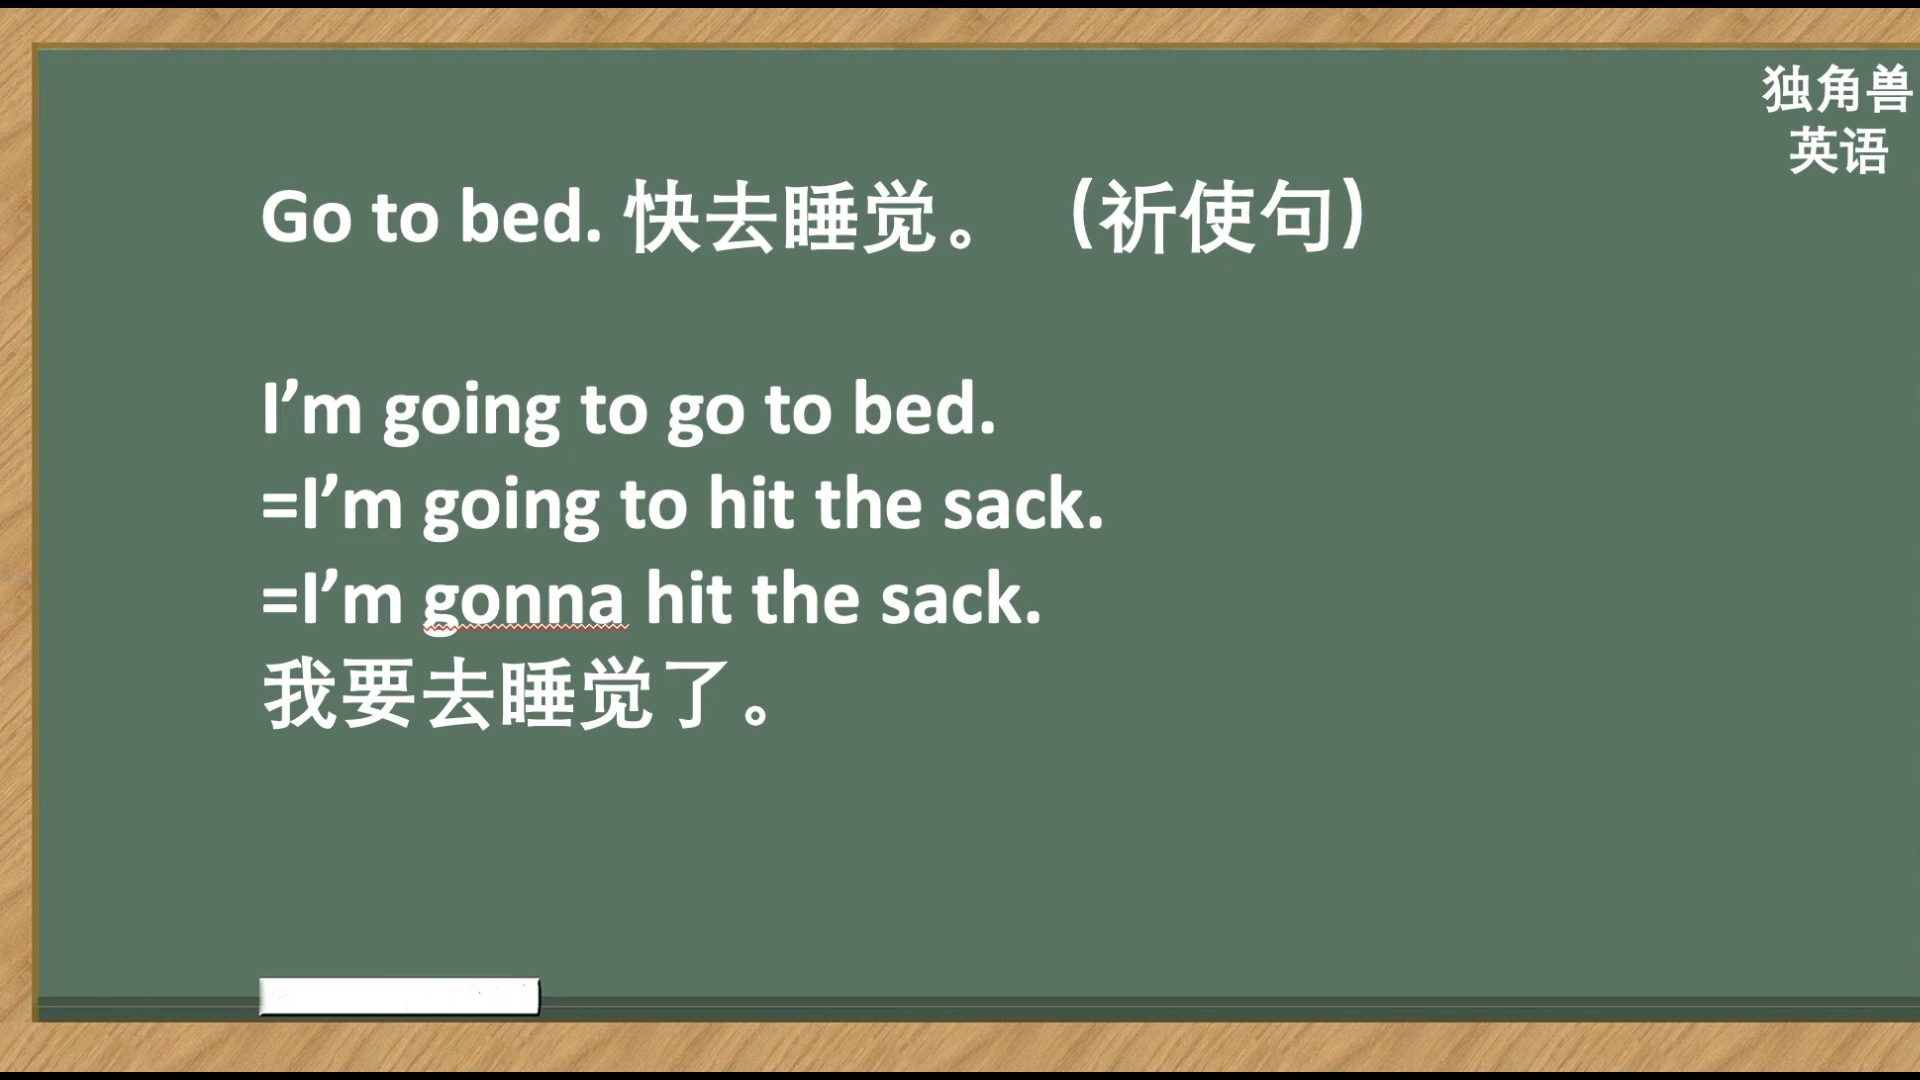 独角兽
英语
Go to bed. 快去睡觉。（祈使句）
I’m going to go to bed.
=I’m going to hit the sack.
=I’m gonna hit the sack.
我要去睡觉了。